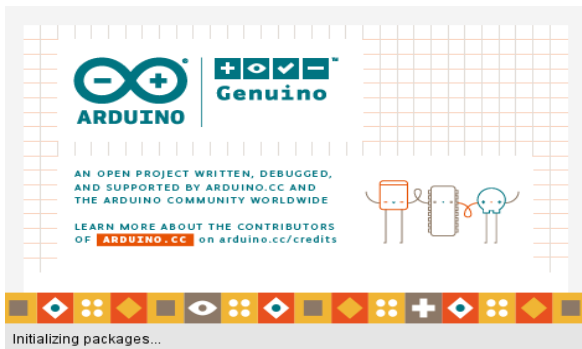 ARDUINO
Genuino™
AN OPEN PROJECT WRITTEN, DEBUGGED,
AND SUPPORTED BY ARDUINO.CC AND
THE ARDUINO COMMUNITY WORLDWIDE
LEARN MORE ABOUT THE CONTRIBUTORS
OF ARDUINO.CC on arduino.cc/credits
Initializing packages...